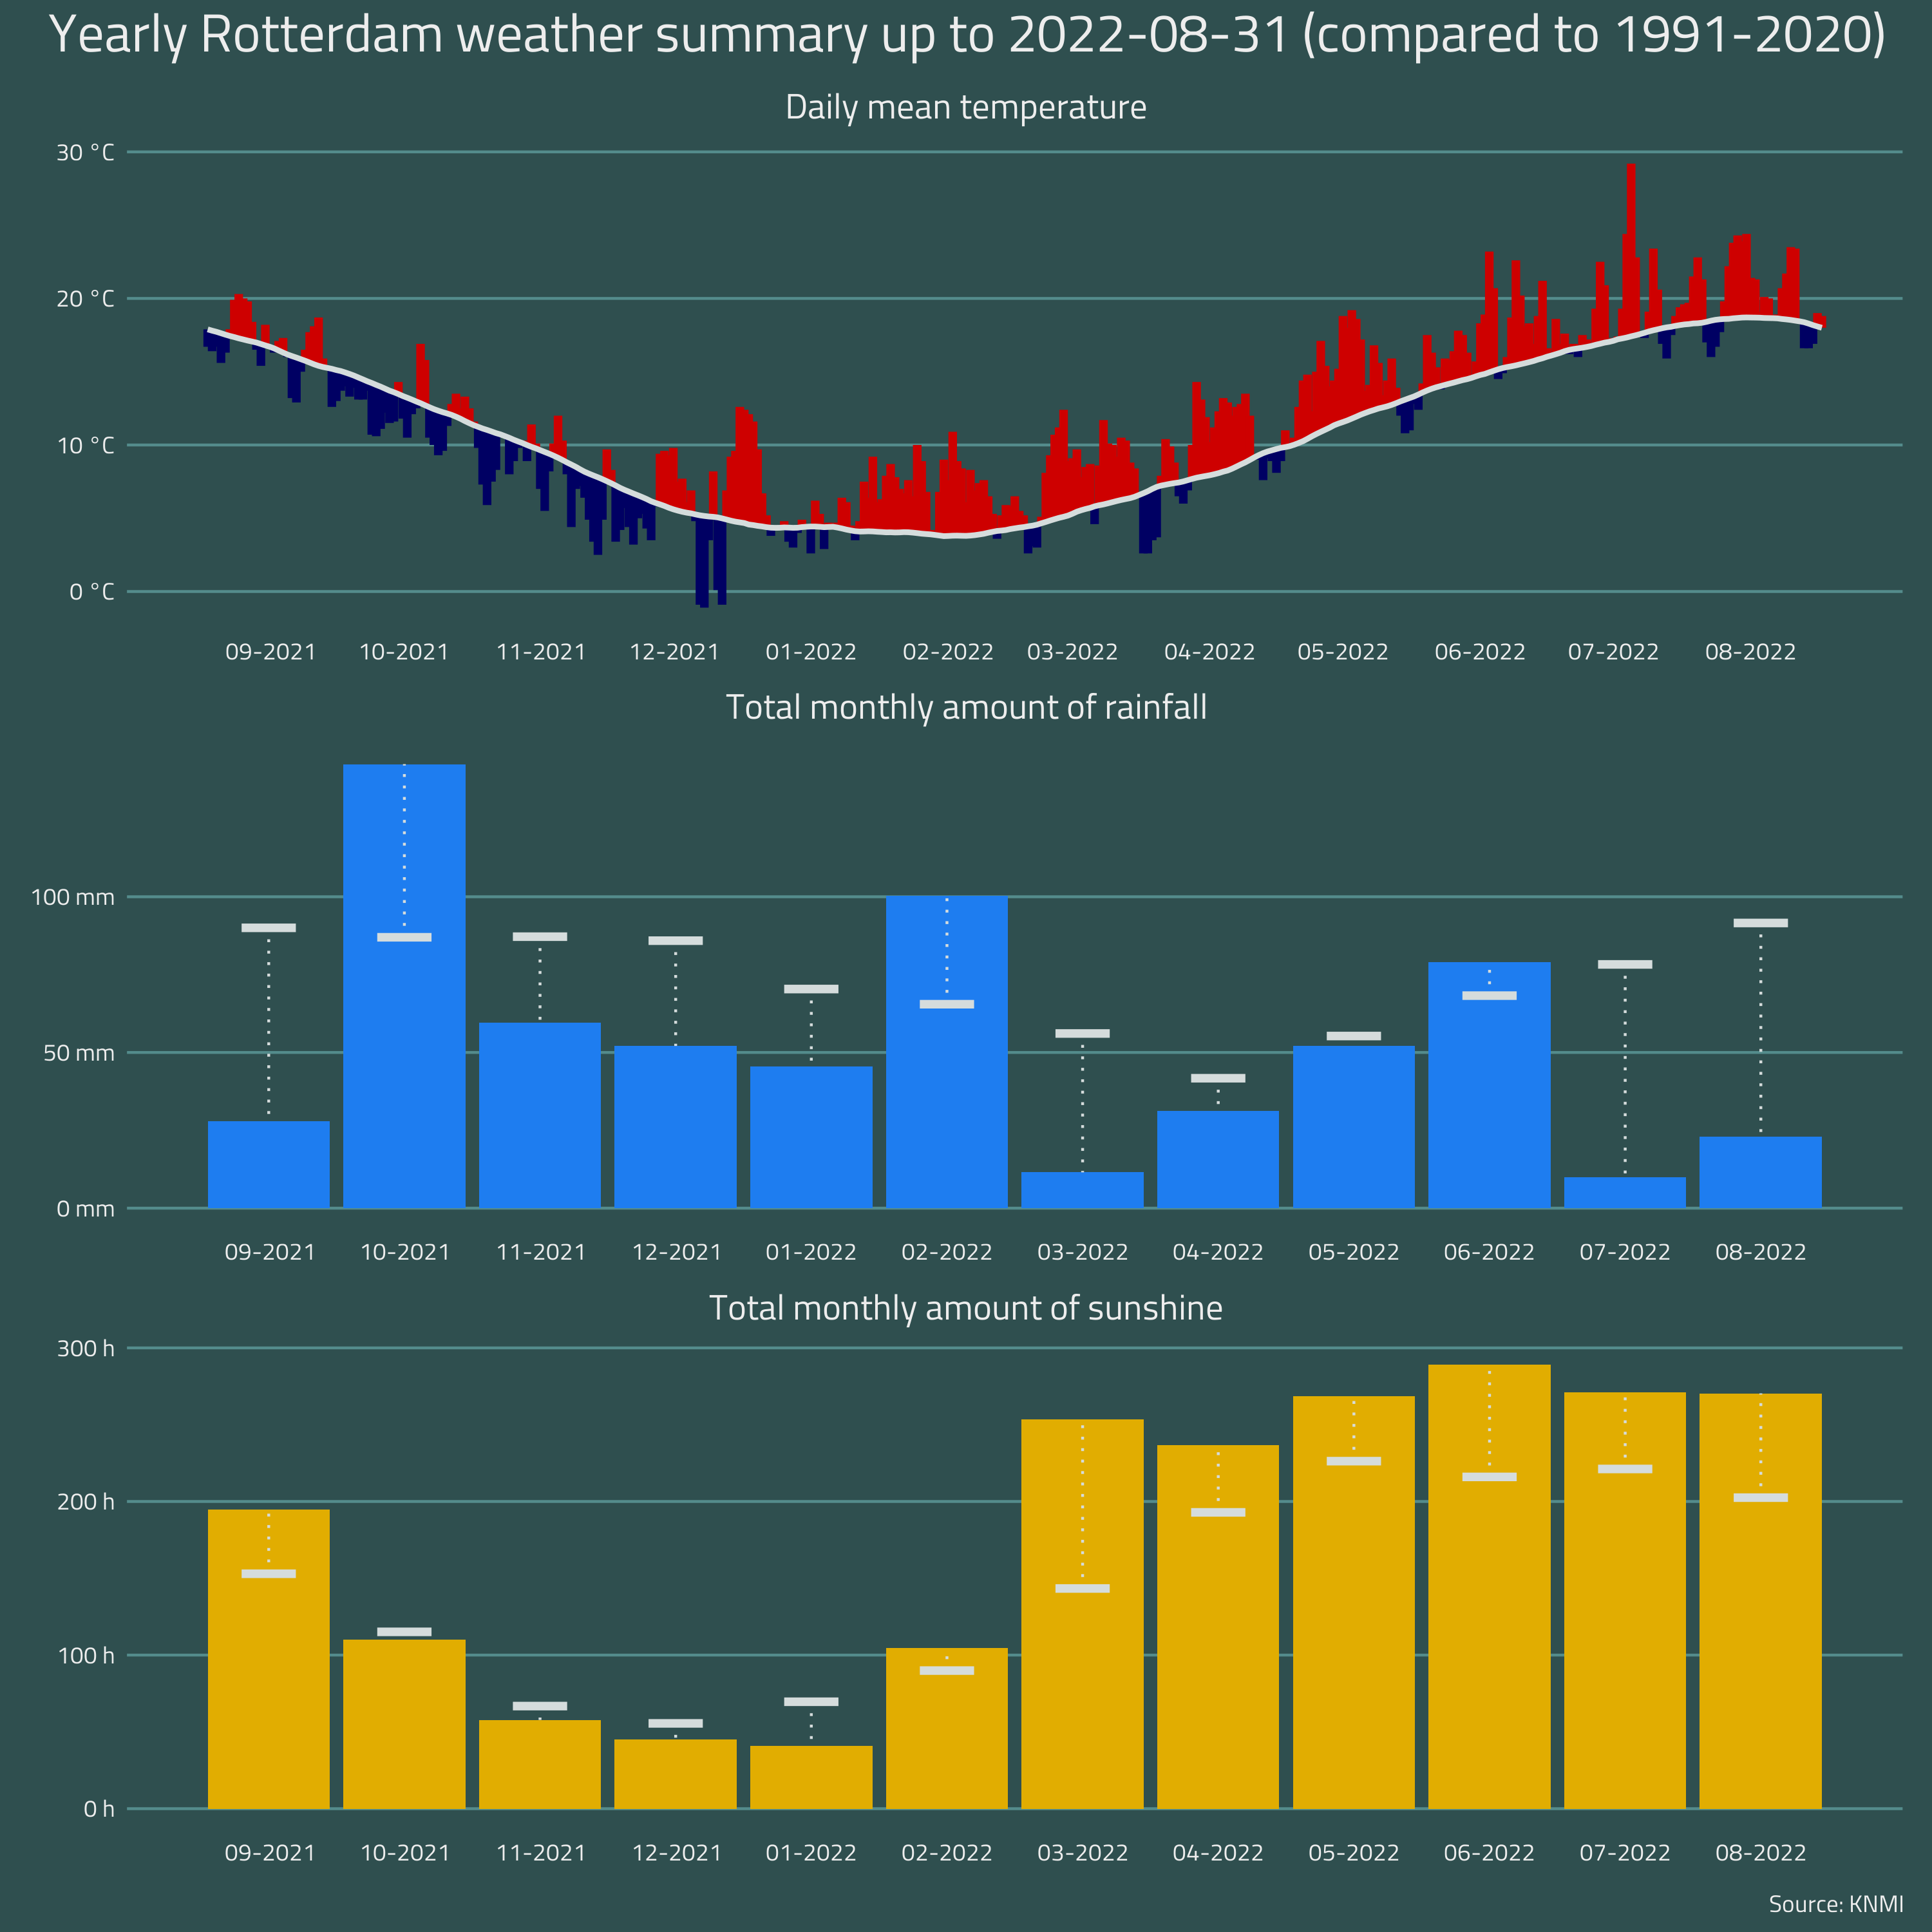 Yearly Rotterdam weather summary up to 2022-08-31 (compared to 1991-2020)
Daily mean temperature
30 °C
20 °C
10 °C
0 °C
09-2021 10-2021 11-2021 12-2021 01-2022 02-2022 03-2022 04-2022 05-2022 06-2022 07-2022 08-2022
Total monthly amount of rainfall
100 mm
50 mm
0 mm
09-2021 10-2021 11-2021 12-2021 01-2022 02-2022 03-2022 04-2022 05-2022 06-2022 07-2022 08-2022
Total monthly amount of sunshine
300 h
200 h
100 h
0 h
09-2021 10-2021 11-2021 12-2021 01-2022 02-2022 03-2022 04-2022 05-2022 06-2022 07-2022 08-2022
Source: KNMI